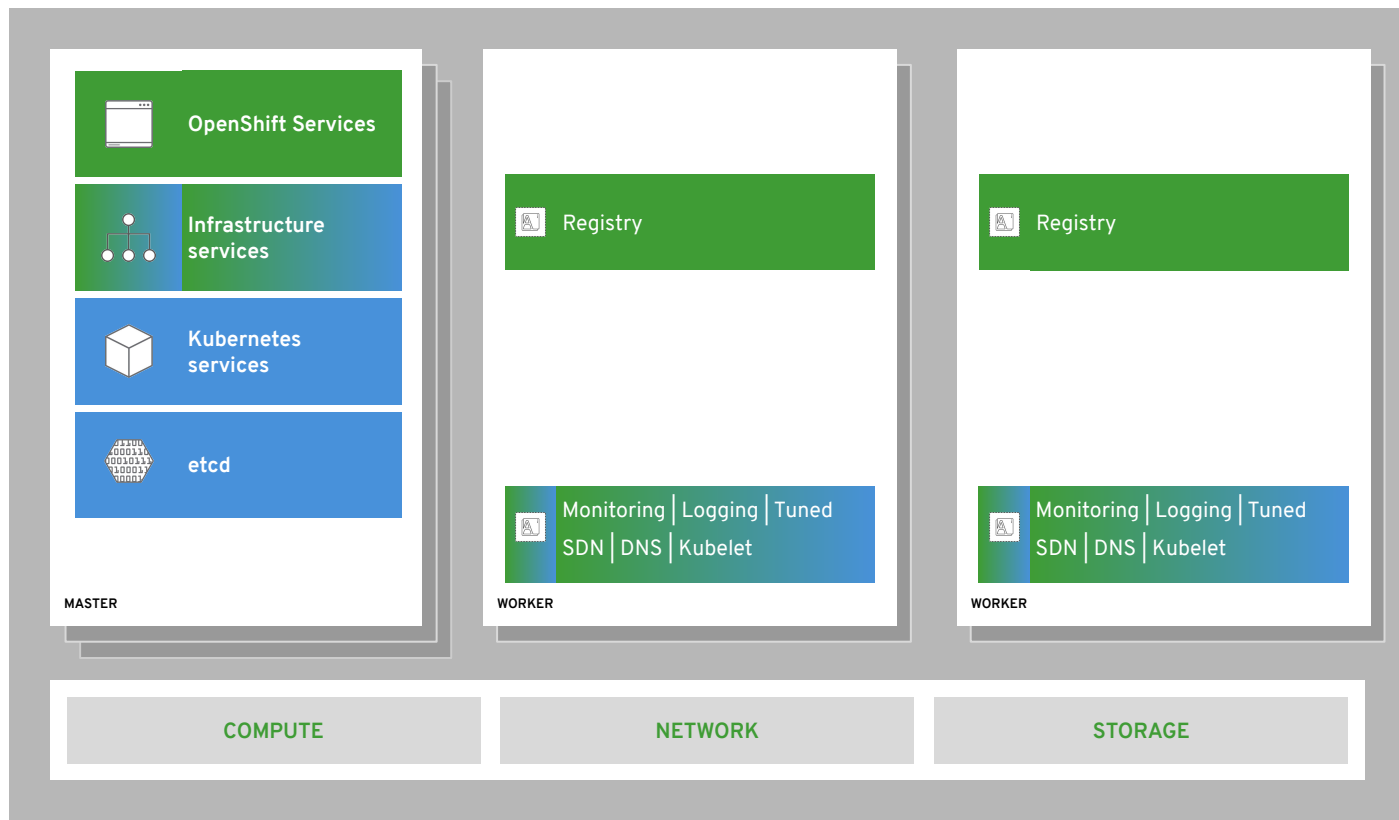 OpenShift Services
Infrastructure
services
Kubernetes
services
etcd
MASTER
Registry
Monitoring | Logging | Tuned
SDN | DNS | Kubelet
WORKER
Registry
Monitoring | Logging | Tuned
SDN | DNS | Kubelet
WORKER
COMPUTE
NETWORK
STORAGE